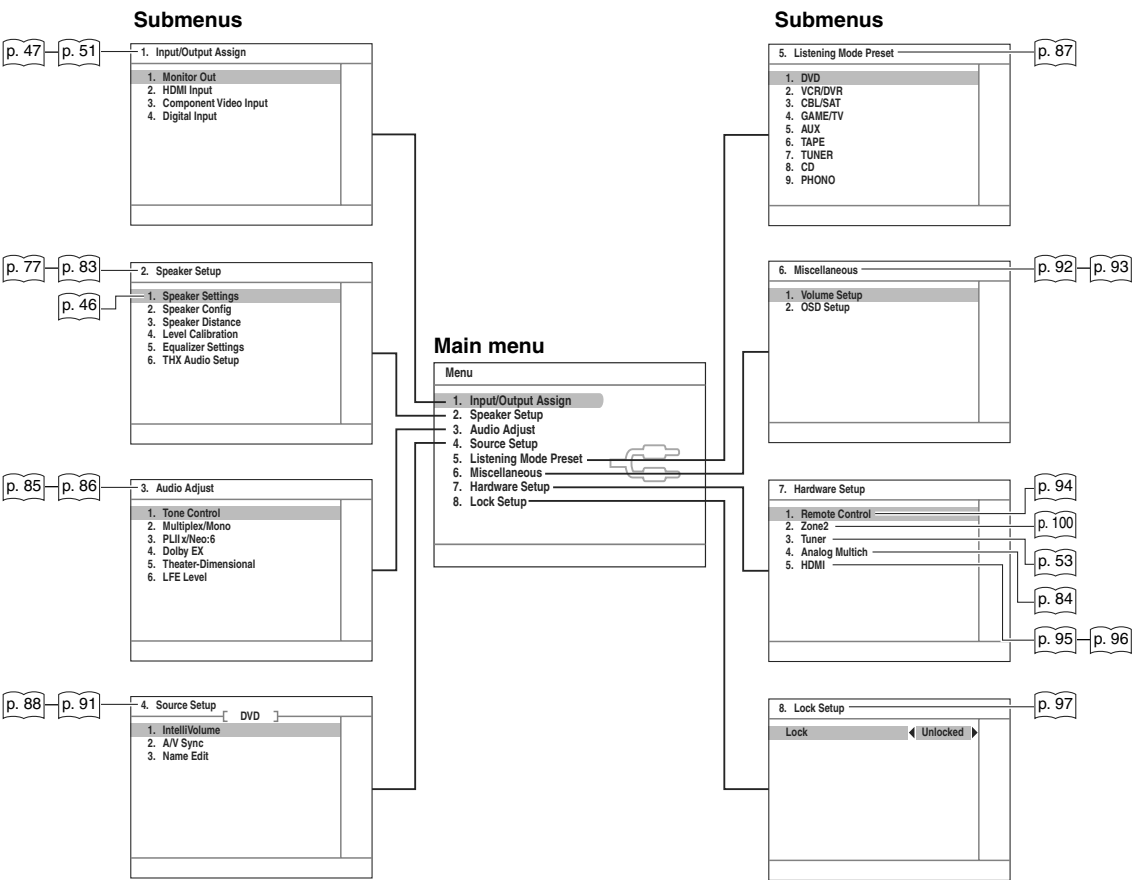 Submenus
p. 47 p. 51
1. Input/Output Assign
1. Monitor Out
2. HDMI Input
3. Component Video Input
4. Digital Input
p. 77 p. 83
2. Speaker Setup
p. 46
1. Speaker Settings
2. Speaker Config
3. Speaker Distance
4. Level Calibration
5. Equalizer Settings
6. THX Audio Setup
p. 85 p. 86
3. Audio Adjust
1. Tone Control
2. Multiplex/Mono
3. PLII x/Neo:6
4. Dolby EX
5. Theater-Dimensional
6. LFE Level
p. 88 p. 91
4. Source Setup
DVD
1. IntelliVolume
2. A/V Sync
3. Name Edit
Main menu
Menu
1. Input/Output Assign
2. Speaker Setup
3. Audio Adjust
4. Source Setup
5. Listening Mode Preset
6. Miscellaneous
7. Hardware Setup
8. Lock Setup
Submenus
5. Listening Mode Preset
p. 87
1. DVD
2. VCR/DVR
3. CBL/SAT
4. GAME/TV
5. AUX
6. TAPE
7. TUNER
8. CD
9. PHONO
6. Miscellaneous
p. 92 p. 93
1. Volume Setup
2. OSD Setup
7. Hardware Setup
1. Remote Control
2. Zone2
3. Tuner
4. Analog Multich
5. HDMI
p. 94
p. 100
p. 53
p. 84
p. 95 p. 96
8. Lock Setup
p. 97
Lock Unlocked